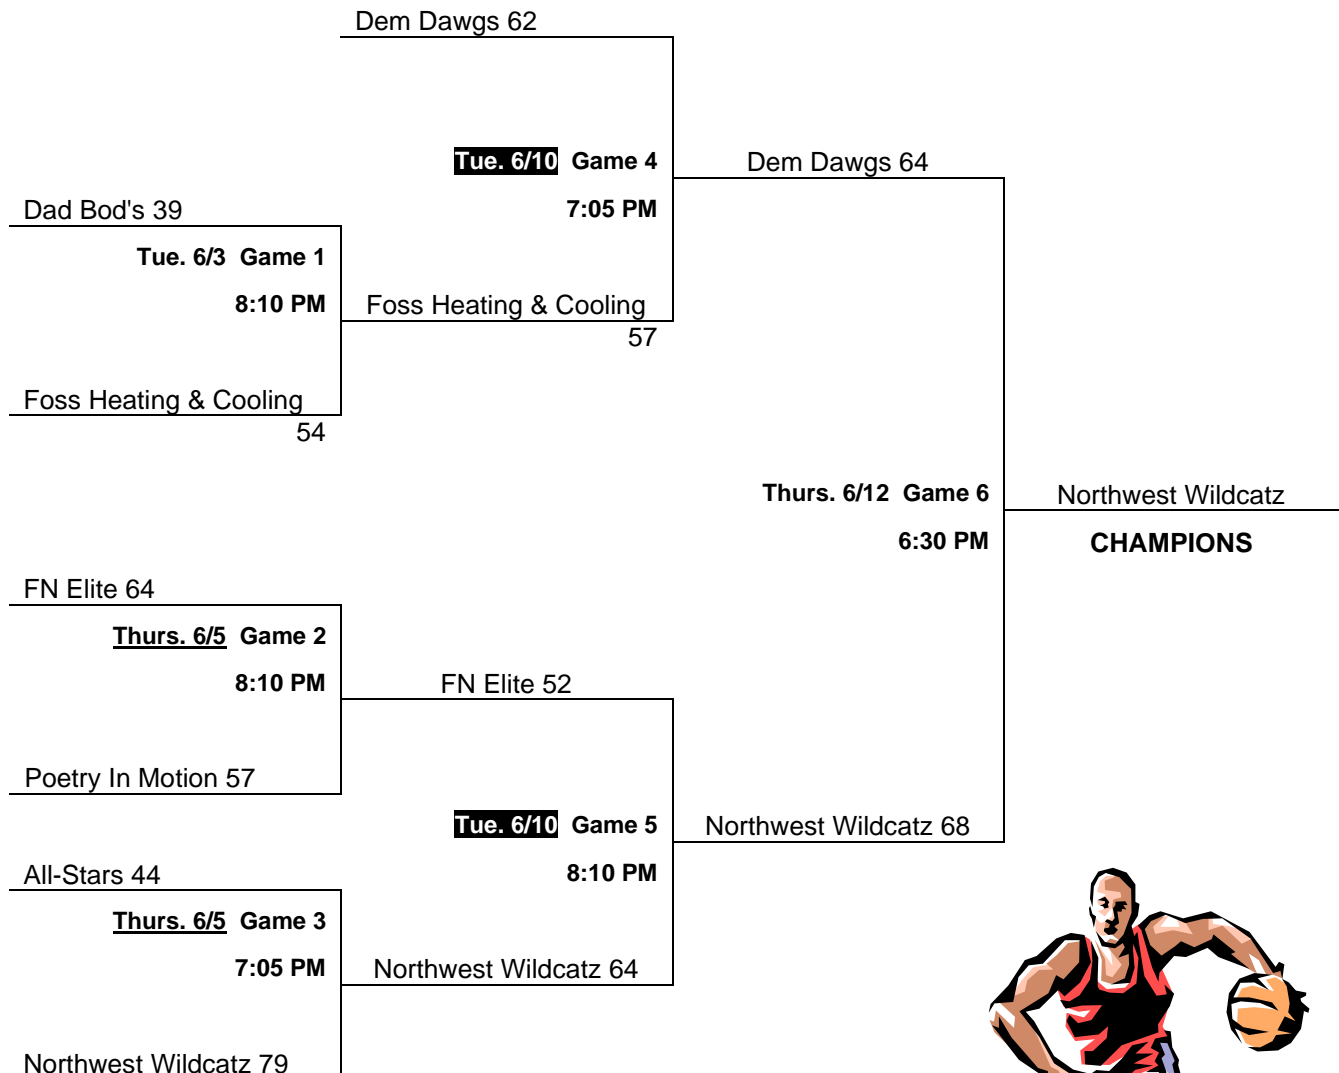 Dem Dawgs 62
Tue. 6/10 Game 4
Dem Dawgs 64
7:05 PM
Dad Bod's 39
Tue. 6/3 Game 1
8:10 PM
Foss Heating & Cooling
57
Foss Heating & Cooling
54
Thurs. 6/12 Game 6
Northwest Wildcatz
6:30 PM
CHAMPIONS
FN Elite 64
Thurs. 6/5 Game 2
8:10 PM
FN Elite 52
Poetry In Motion 57
Tue. 6/10 Game 5
Northwest Wildcatz 68
8:10 PM
All-Stars 44
Thurs. 6/5 Game 3
7:05 PM
Northwest Wildcatz 64
Northwest Wildcatz 79